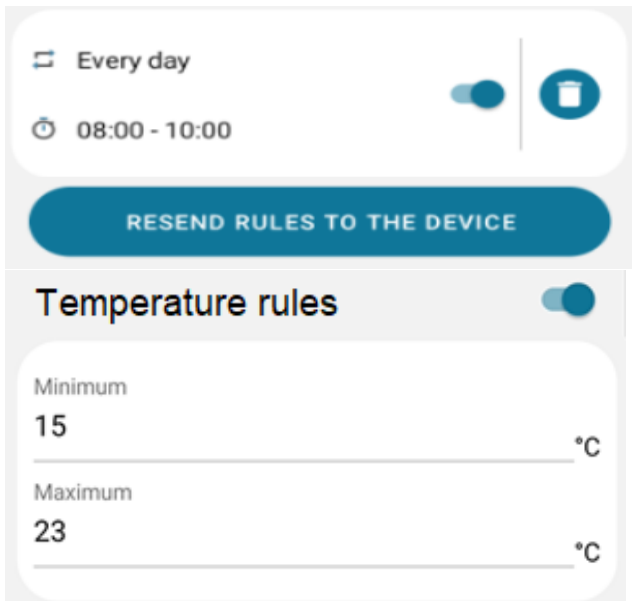 Every day
08:00 - 10:00
RESEND RULES TO THE DEVICE
Temperature rules
Minimum
15
°C
Maximum
23
°C